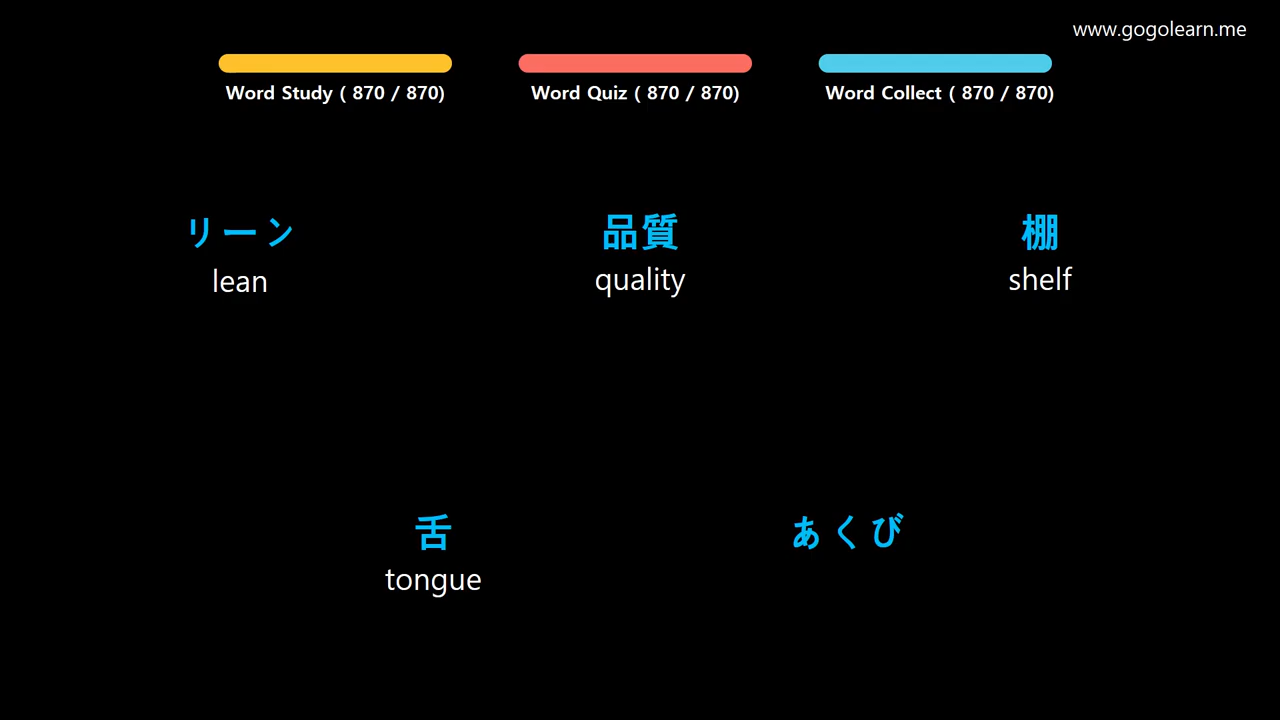 www.gogolearn.me
Word Study ( 870 / 870)
Word Quiz ( 870 / 870)
Word Collect ( 870 / 870)
リーン
lean
品質
quality
棚
shelf
舌
tongue
あくび